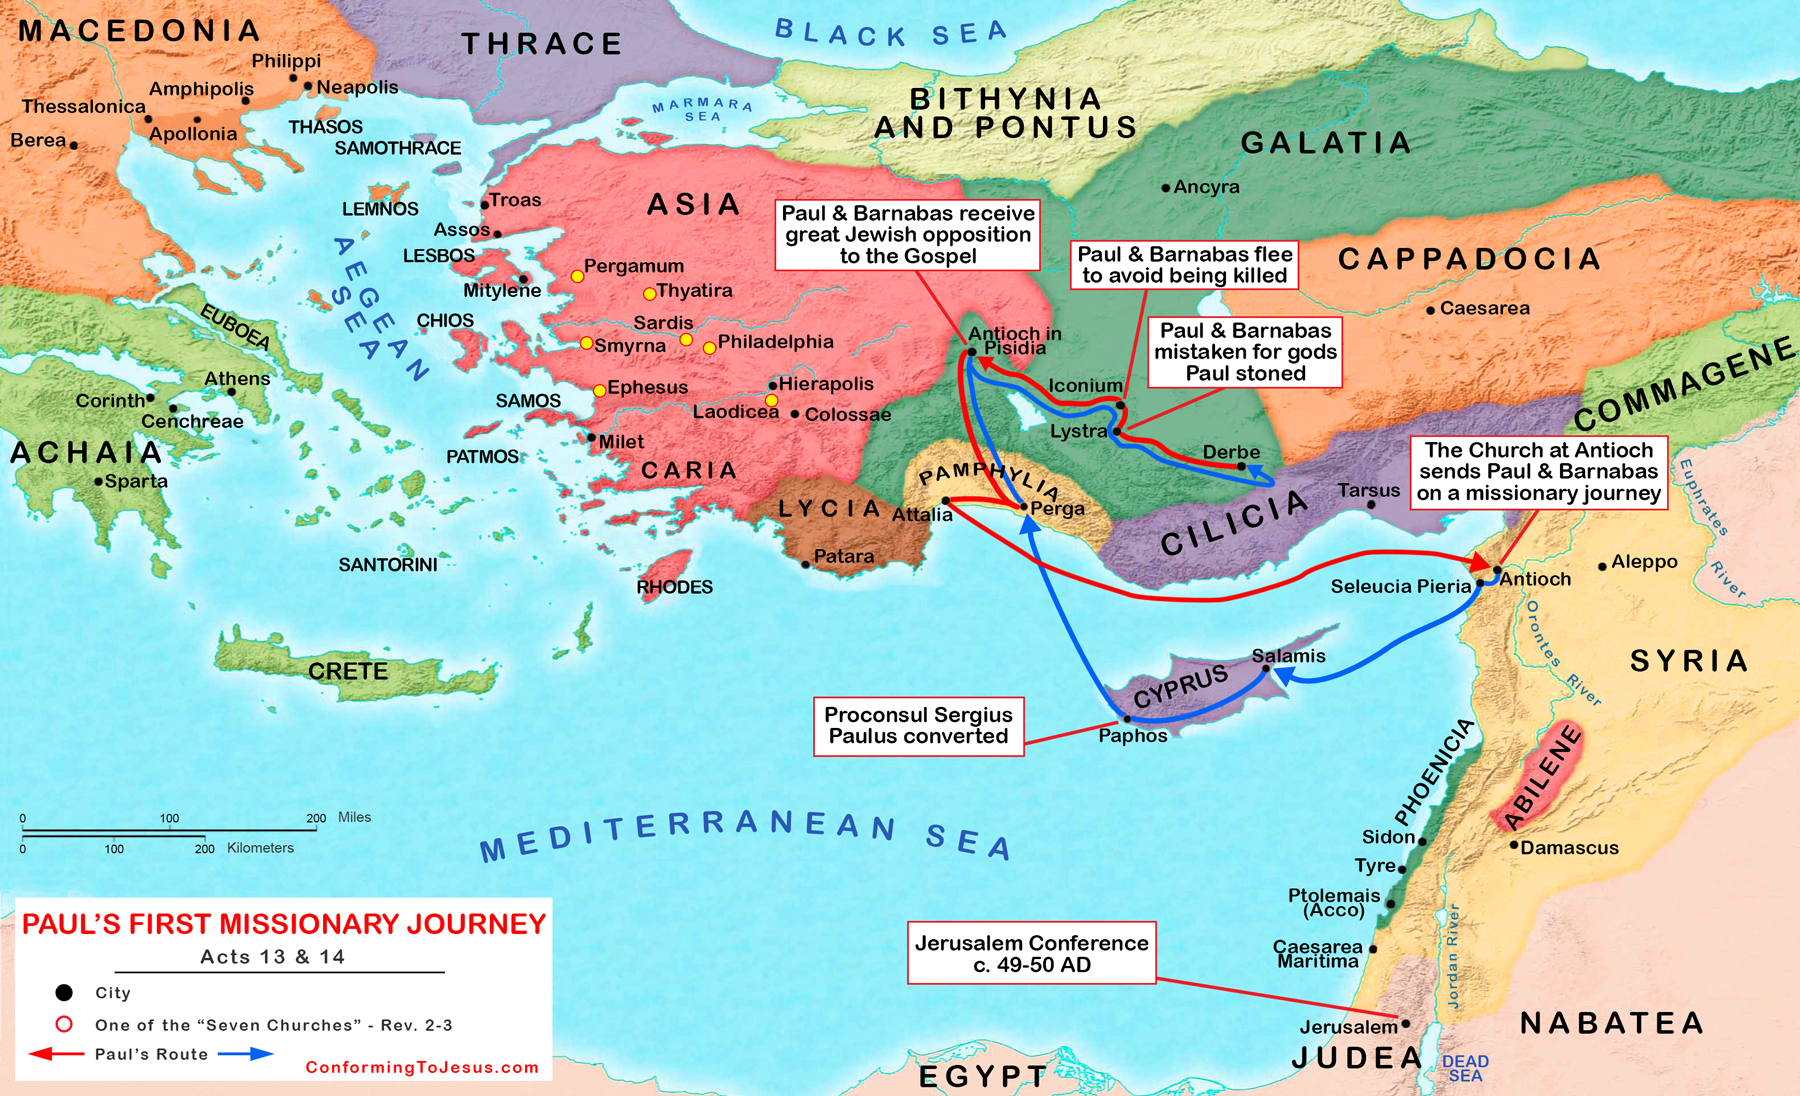 MACEDONIA
THRACE
BLACK SEA
Philippi
Neapolis
Amphipolis
Thessalonica
Apollonia
Berea
THASOS
SAMOTHRACE
MARMARA
SEA
BITHYNIA
AND PONTUS
GALATIA
Ancyra
LEMNOS
Troas
Assos
ASIA
LESBOS
Mitylene
AEGEAN
SEA
Pergamum
Thyatira
CHIOS
Sardis
Smyrna
Philadelphia
EUBOEA
Athens
Corinth
Cenchreae
ACHAIA
Sparta
SAMOS
Ephesus
Hierapolis
Laodicea
Colossae
PATMOS
Milet
CARIA
Paul & Barnabas receive
great Jewish opposition
to the Gospel
Paul & Barnabas flee
to avoid being killed
Paul & Barnabas
mistaken for gods
Paul stoned
CAPPADOCIA
Caesarea
COMMAGENE
Antioch in
Pisidia
Iconium
Lystra
Derbe
The Church at Antioch
sends Paul & Barnabas
on a missionary journey
Euphrates
River
PAMPHYLIA
LYCIA
Attalia
Perga
CILICIA
Tarsus
Patara
SANTORINI
RHODES
Seleucia Pieria
Antioch
Aleppo
Orontes
River
CRETE
CYPRUS
Salamis
Paphos
SYRIA
Proconsul Sergius
Paulus converted
PHOENICIA
ABILENE
Sidon
Damascus
Tyre
Ptolemais
(Acco)
Caesarea
Maritima
Jordan River
MEDITERRANEAN SEA
0 100 200 Miles
0 100 200 Kilometers
Jerusalem Conference
c. 49-50 AD
Jerusalem
JUDEA
DEAD
SEA
NABATEA
EGYPT
PAUL'S FIRST MISSIONARY JOURNEY
Acts 13 & 14
City
One of the “Seven Churches” - Rev. 2-3
Paul's Route
ConformingToJesus.com